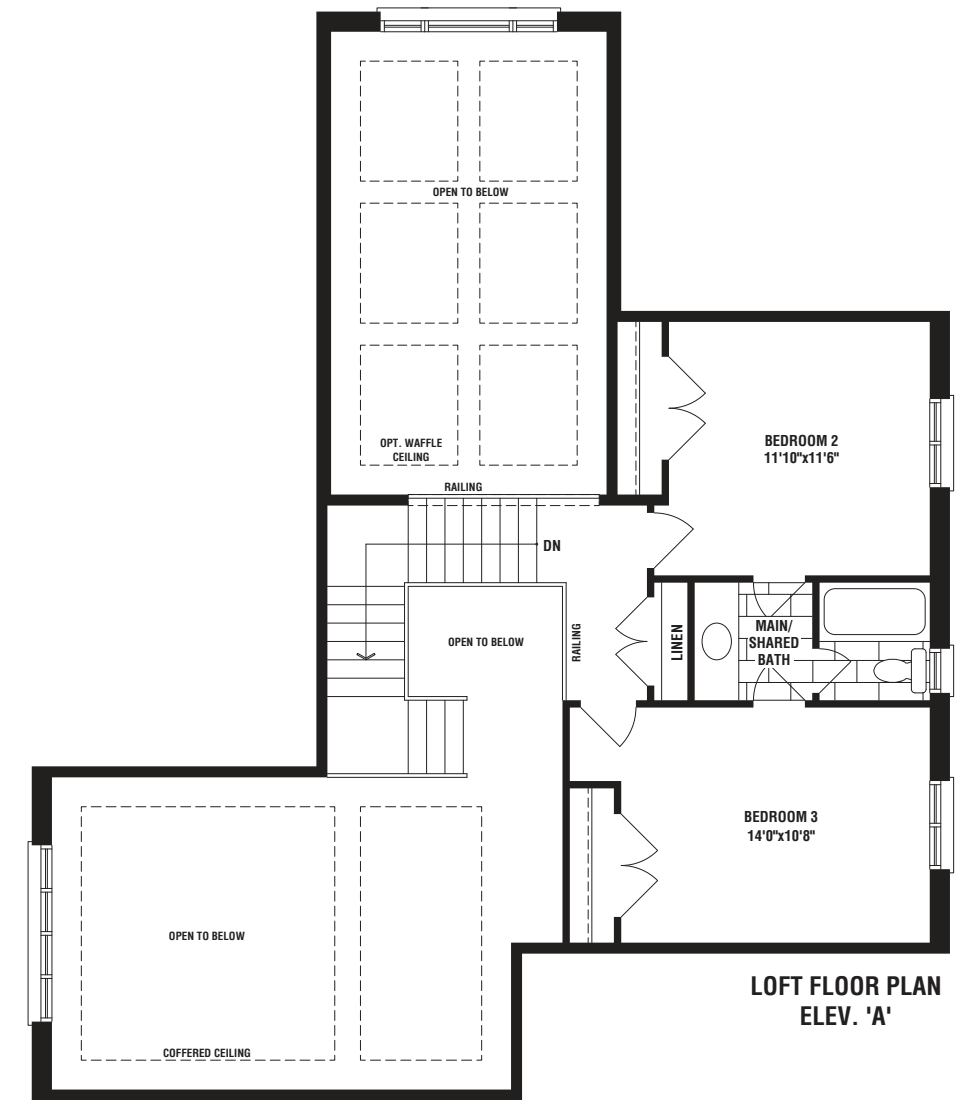 OPEN TO BELOW
OPT. WAFFLE
CEILING
RAILING
BEDROOM 2
11'10"x11'6"
DN
OPEN TO BELOW
RAILING
LINEN
MAIN/
SHARED
BATH
BEDROOM 3
14'0"x10'8"
OPEN TO BELOW
COFFERED CEILING
LOFT FLOOR PLAN
ELEV. 'A'